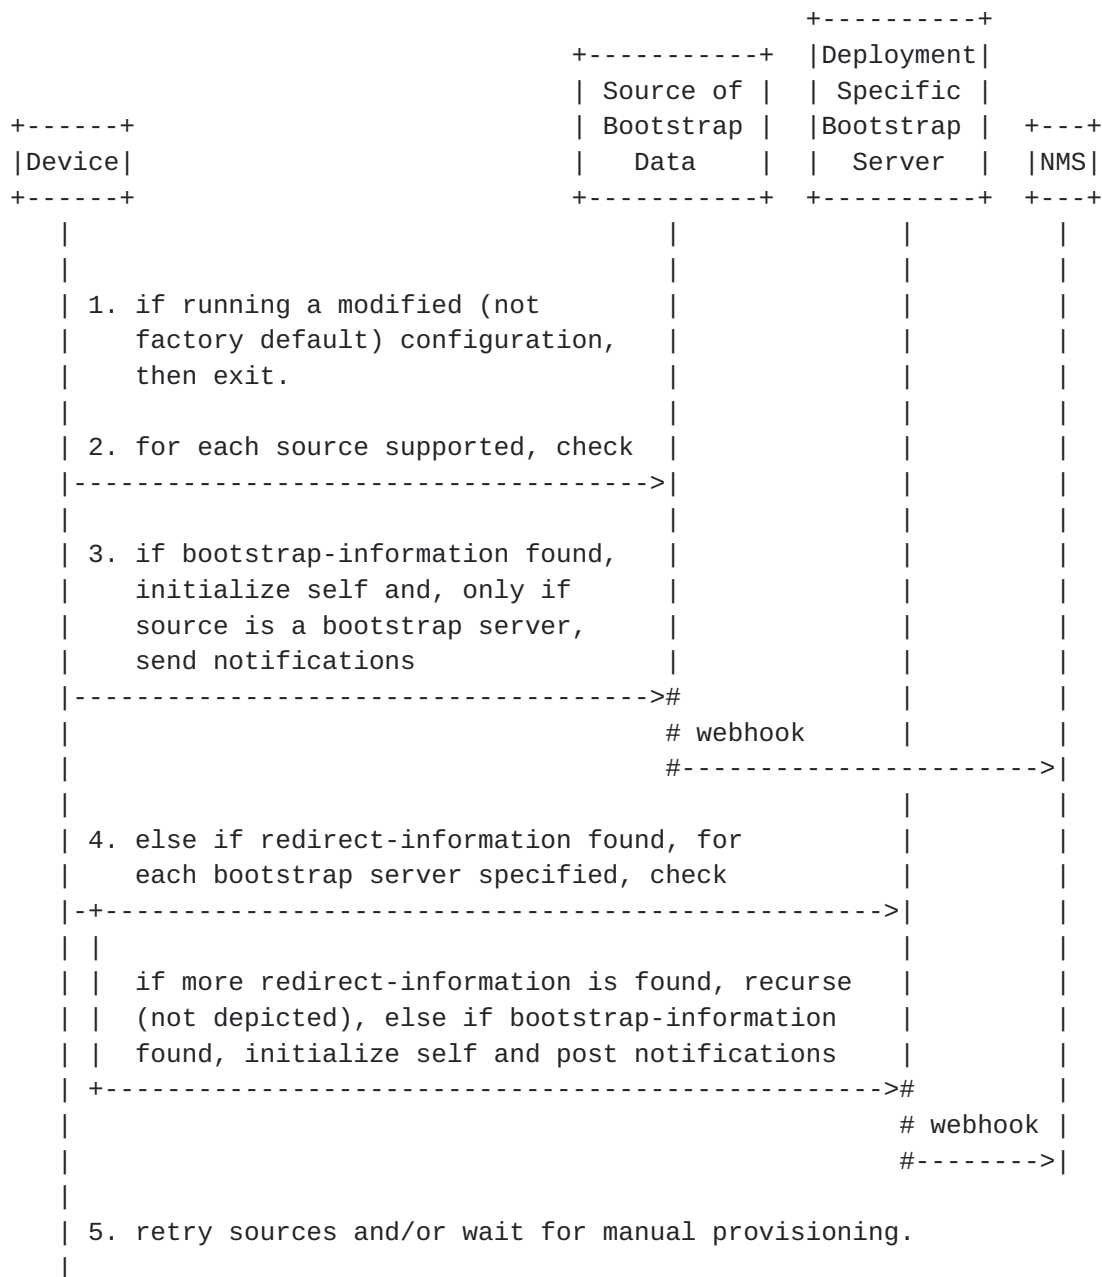 Deployment
Source of Specific
Bootstrap Bootstrap
Device Data Server NMS
1. if running a modified (not
factory default) configuration,
then exit.
2. for each source supported, check
3. if bootstrap-information found,
initialize self and, only if
source is a bootstrap server,
send notifications
# webhook
4. else if redirect-information found, for
each bootstrap server specified, check
if more redirect-information is found, recurse
(not depicted), else if bootstrap-information
found, initialize self and post notifications
# webhook
5. retry sources and/or wait for manual provisioning.